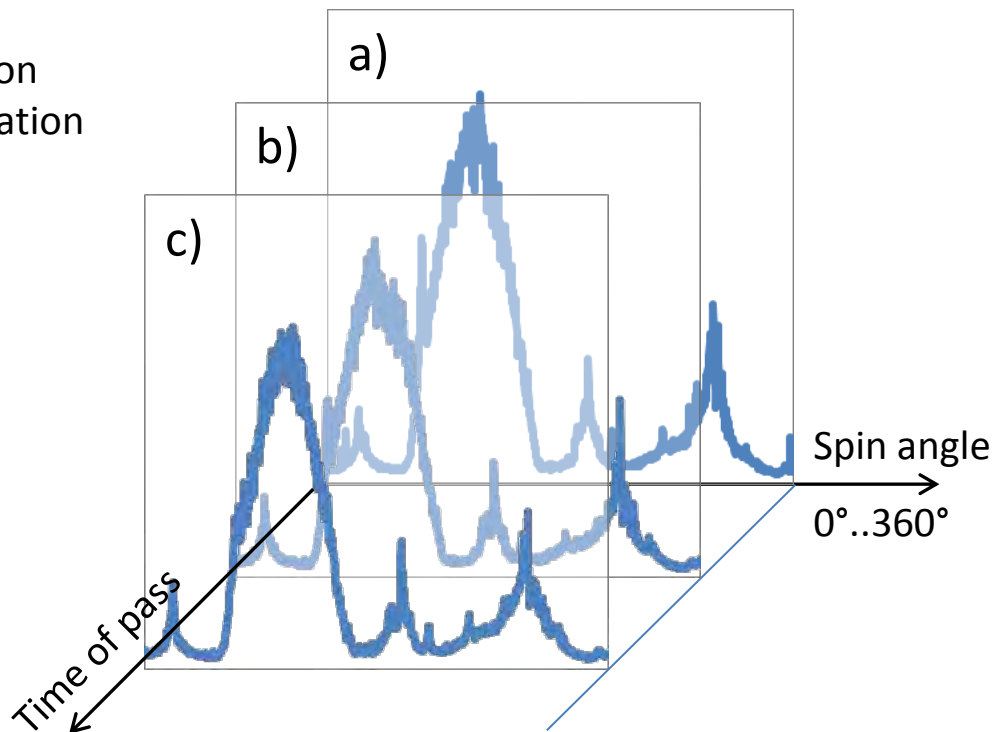 on
ation
a)
b)
c)
Spin angle
0°..360°
Time of pass